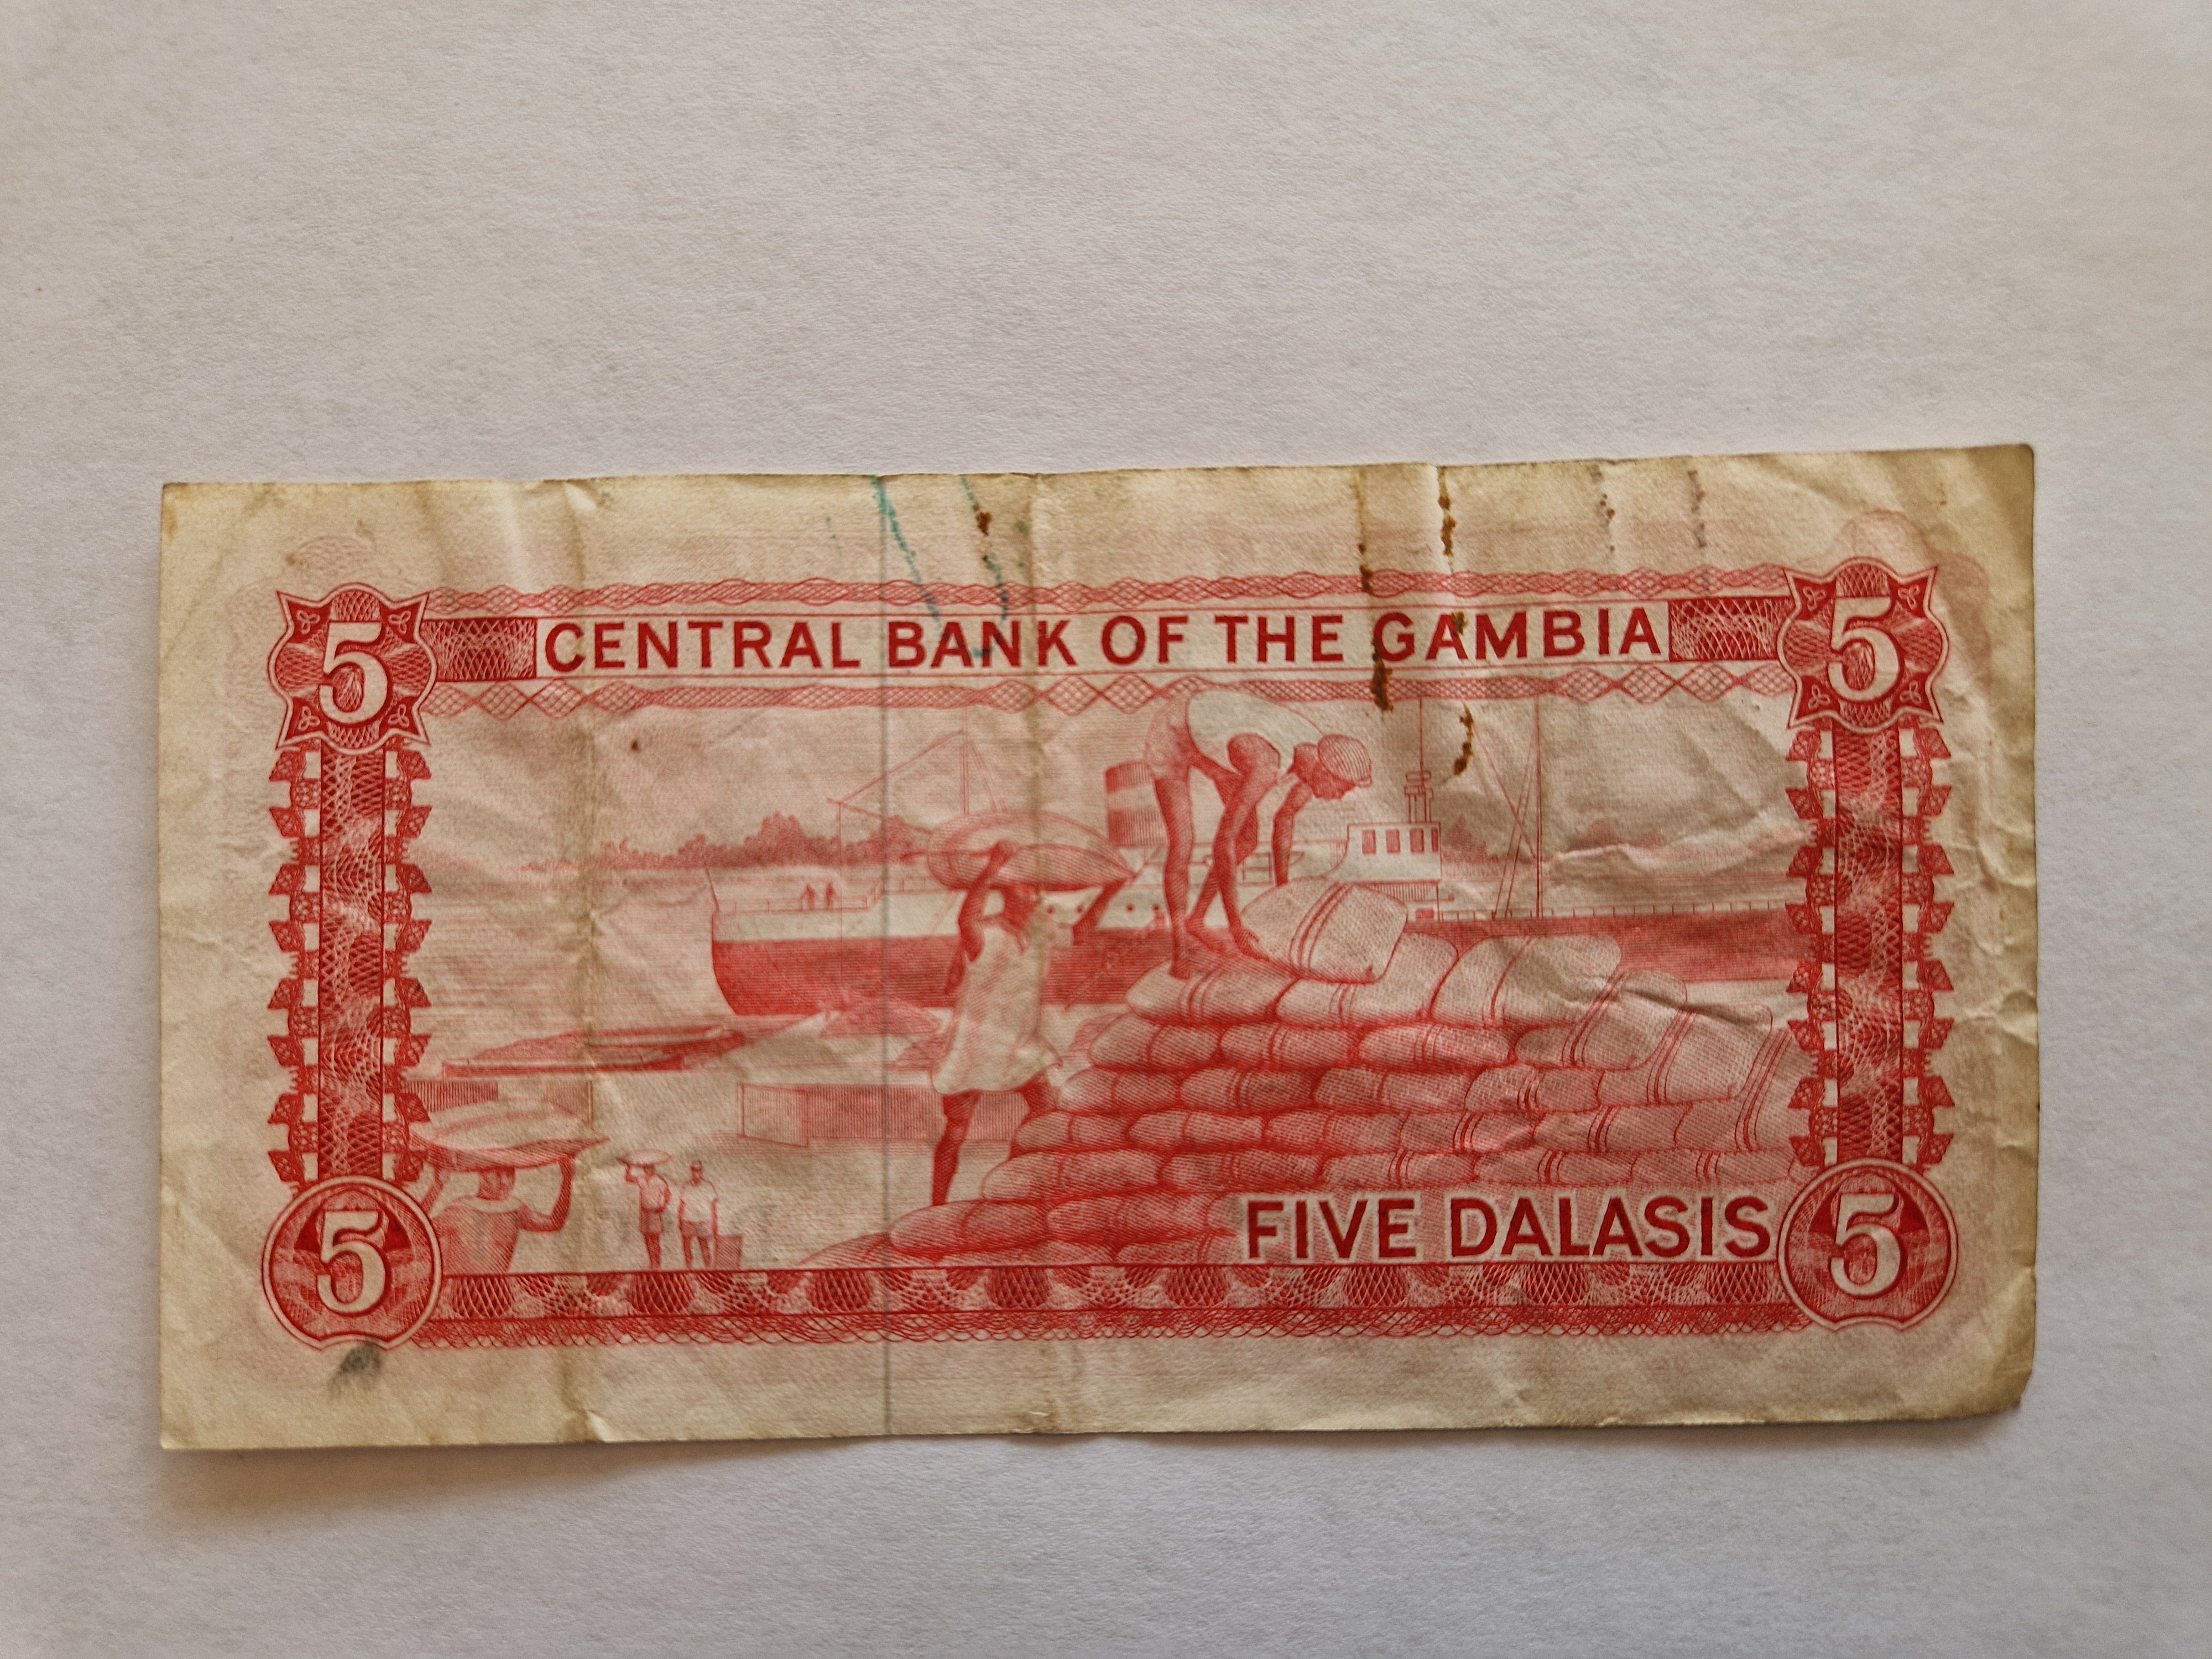 5 CENTRAL BANK OF THE GAMBIA 5
FIVE DALASIS
5 5